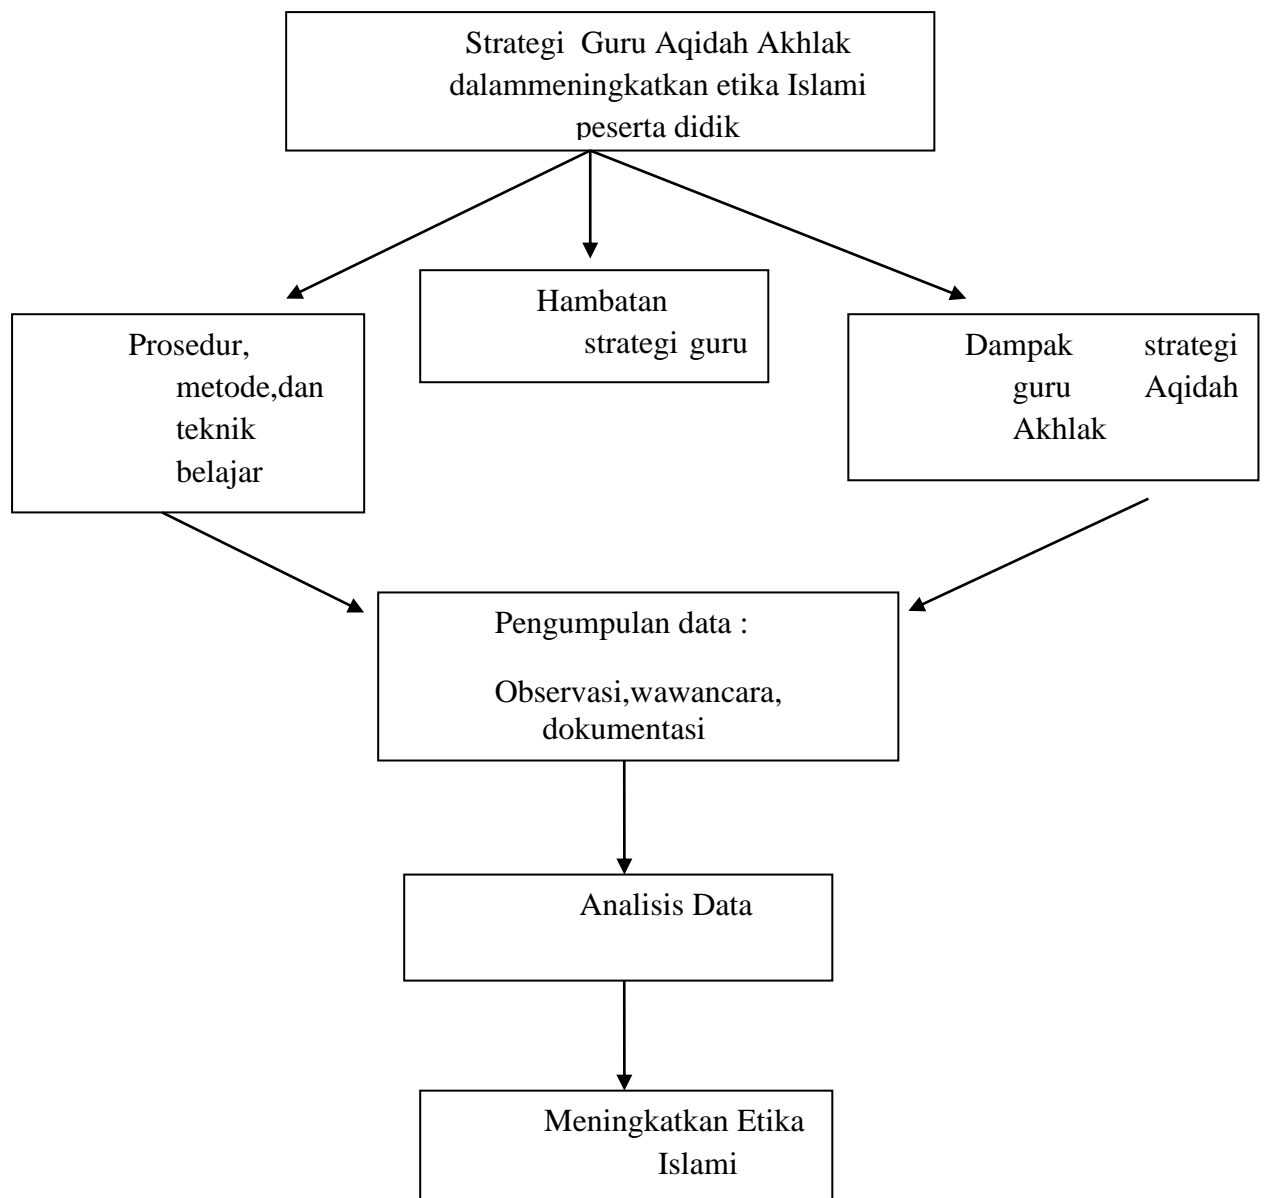 Strategi Guru Aqidah Akhlak
dalammeningkatkan etika Islami
peserta didik
Hambatan
strategi guru
Prosedur,
metode,dan
teknik
belajar
Dampak strategi
guru Aqidah
Akhlak
Pengumpulan data :
Observasi,wawancara,
dokumentasi
Analisis Data
Meningkatkan Etika
Islami